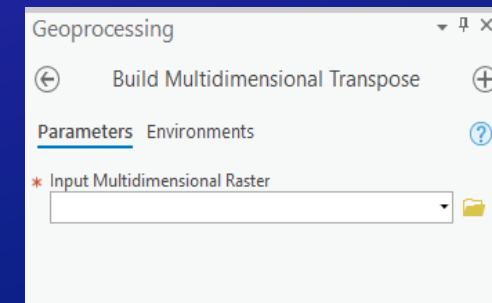 Geoprocessing
Build Multidimensional Transpose
Parameters Environments
* Input Multidimensional Raster